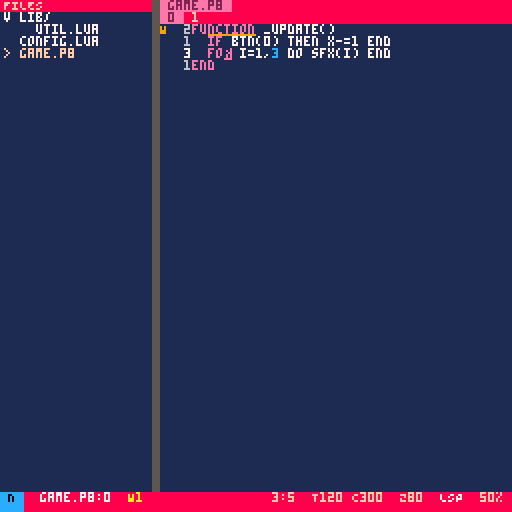 FILES
V LIB/
UTIL.LUA
CONFIG.LUA
> GAME.P8
GAME.P8
0 1
W 2FUNCTION _UPDATE()
1 IF BTN(0) THEN X-=1 END
3 FOR I=1,3 DO SFX(I) END
1END
N GAME.P8:0 W1 3:5 T120 C300 Z80 LSP 50%